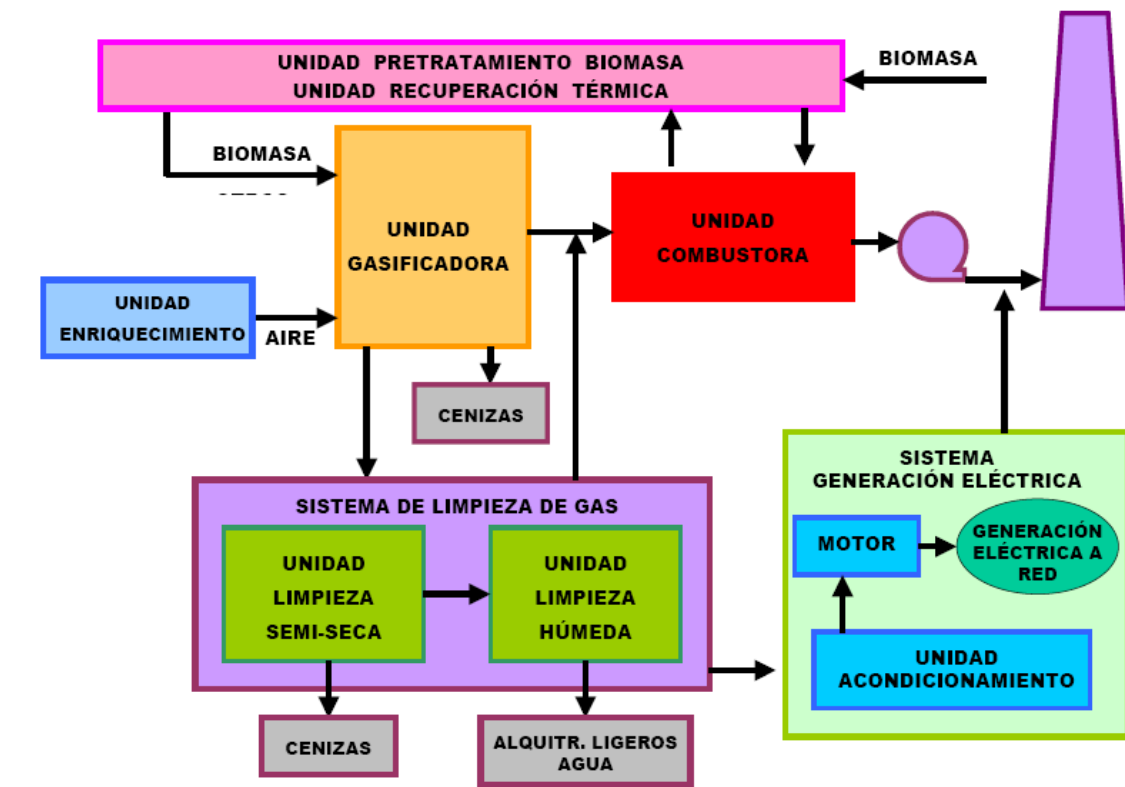 UNIDAD PRETRATAMIENTO BIOMASA
UNIDAD RECUPERACIÓN TÉRMICA
BIOMASA
BIOMASA
UNIDAD
GASIFICADORA
UNIDAD
COMBUSTORA
UNIDAD
ENRIQUECIMIENTO
AIRE
CENIZAS
SISTEMA DE LIMPIEZA DE GAS
UNIDAD
LIMPIEZA
SEMI-SECA
UNIDAD
LIMPIEZA
HÚMEDA
CENIZAS
ALQUITR. LIGEROS
AGUA
SISTEMA
GENERACIÓN ELÉCTRICA
MOTOR
GENERACIÓN
ELÉCTRICA A
RED
UNIDAD
ACONDICIONAMIENTO